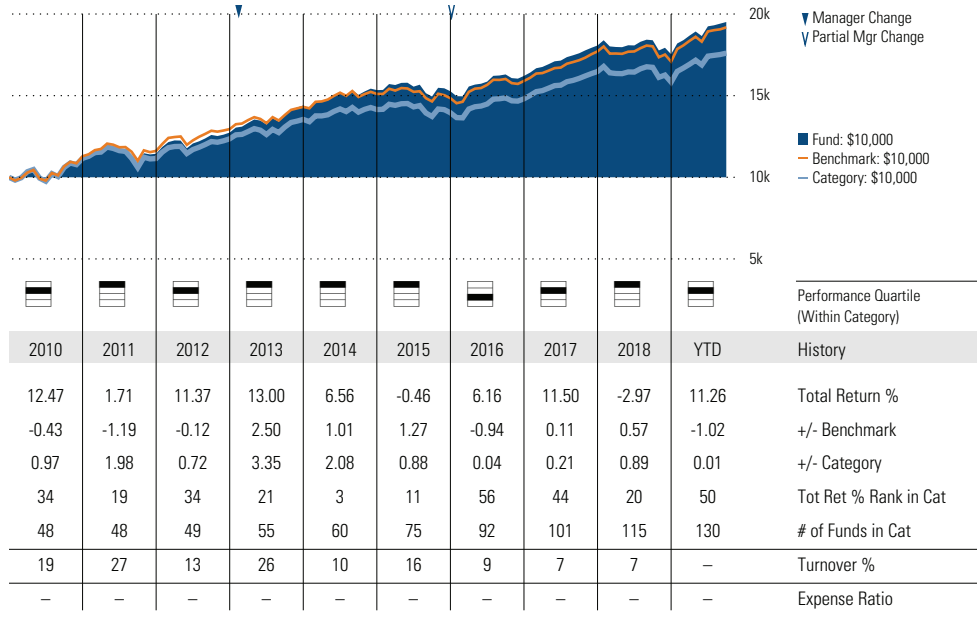 20k
▼ Manager Change
Partial Mgr Change
15k
Fund: $10,000
Benchmark: $10,000
Category: $10,000
10k
5k
Performance Quartile
(Within Category)
2010 2011 2012 2013 2014 2015 2016 2017 2018 YTD History
12.47 1.71 11.37 13.00 6.56 -0.46 6.16 11.50 -2.97 11.26 Total Return %
-0.43 -1.19 -0.12 2.50 1.01 1.27 -0.94 0.11 0.57 -1.02 +/- Benchmark
0.97 1.98 0.72 3.35 2.08 0.88 0.04 0.21 0.89 0.01 +/- Category
34 19 34 21 3 11 56 44 20 50 Tot Ret % Rank in Cat
48 48 49 55 60 75 92 101 115 130 # of Funds in Cat
19 27 13 26 10 16 9 7 7 – Turnover %
– – – – – – – – – – Expense Ratio